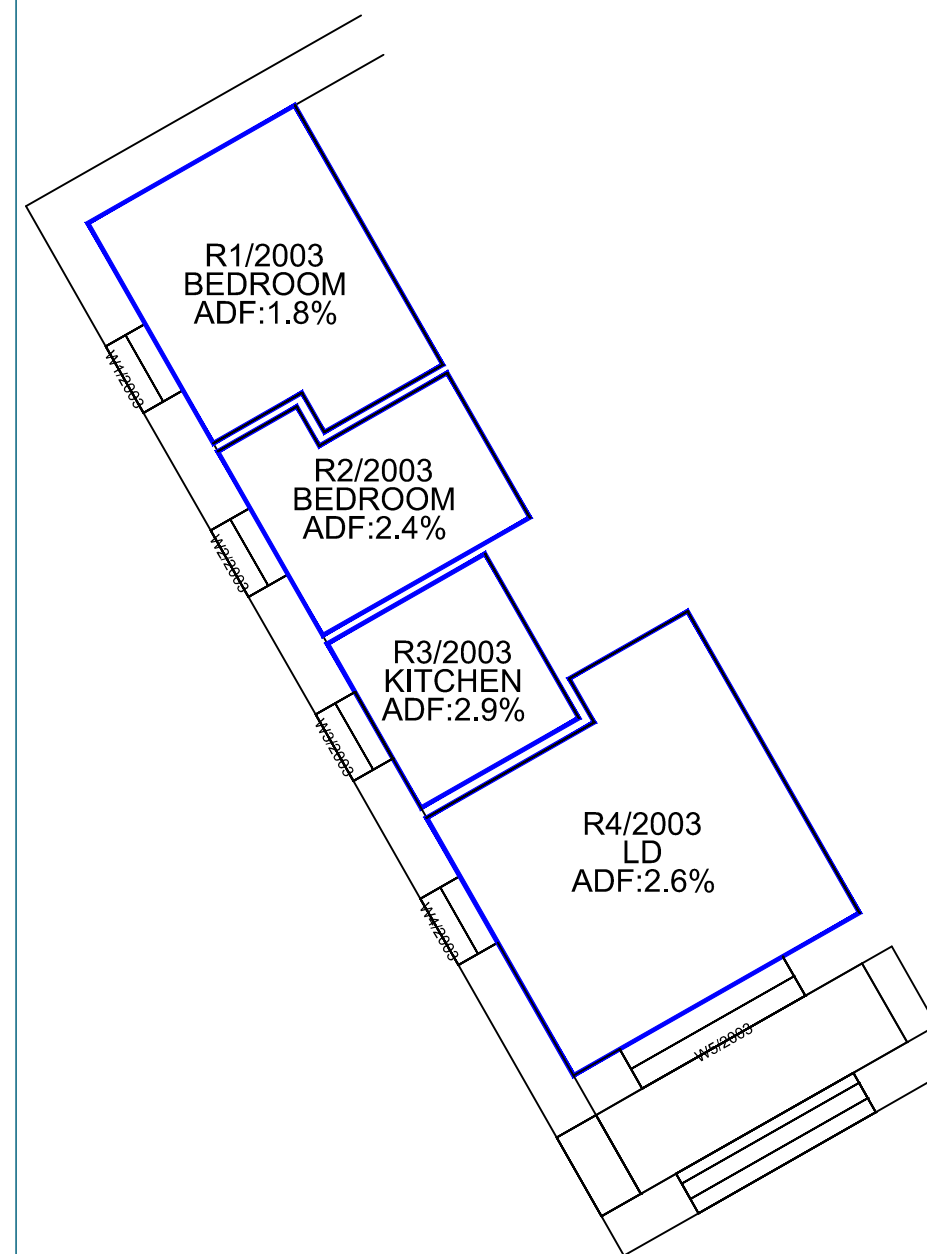 R1/2003
BEDROOM
ADF:1.8%
W1/2003
R2/2003
BEDROOM
ADF:2.4%
W2/2003
R3/2003
KITCHEN
ADF:2.9%
W3/2003
R4/2003
LD
ADF:2.6%
W4/2003
W5/2003